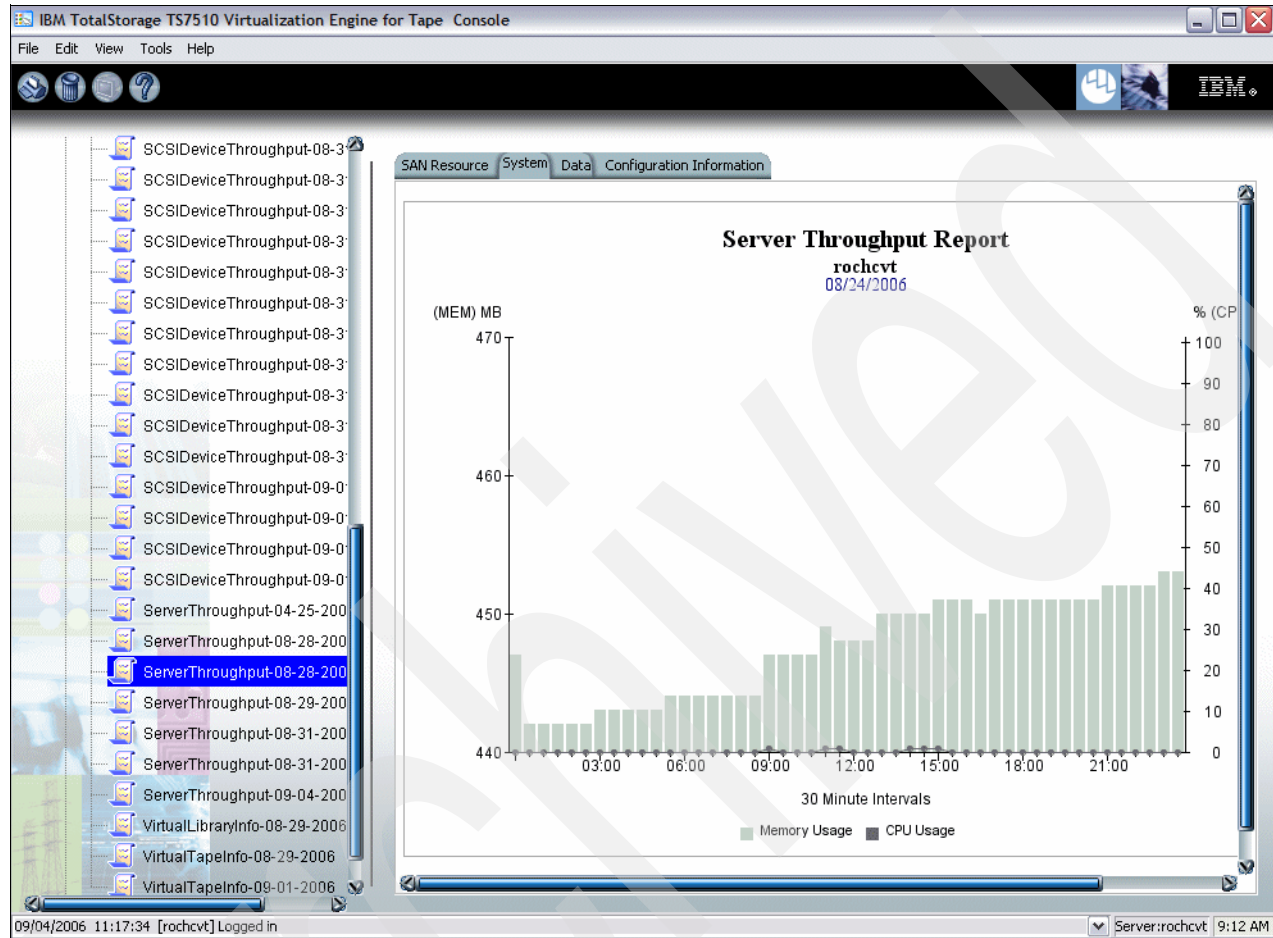 IBM TotalStorage TS7510 Virtualization Engine for Tape Console
File Edit View Tools Help
IBM
SCSIDeviceThroughput-08-3
SCSIDeviceThroughput-08-3
SCSIDeviceThroughput-08-3
SCSIDeviceThroughput-08-3
SCSIDeviceThroughput-08-3
SCSIDeviceThroughput-08-3
SCSIDeviceThroughput-08-3
SCSIDeviceThroughput-08-3
SCSIDeviceThroughput-08-3
SCSIDeviceThroughput-08-3
SCSIDeviceThroughput-08-3
SCSIDeviceThroughput-09-0
SCSIDeviceThroughput-09-0
SCSIDeviceThroughput-09-0
SCSIDeviceThroughput-09-0
ServerThroughput-04-25-200
ServerThroughput-08-28-200
ServerThroughput-08-28-200
ServerThroughput-08-29-200
ServerThroughput-08-31-200
ServerThroughput-08-31-200
ServerThroughput-09-04-200
VirtualLibraryInfo-08-29-2006
VirtualTapeInfo-08-29-2006
VirtualTapeInfo-09-01-2006
SAN Resource System Data Configuration Information
Server Throughput Report
rochcvt
08/24/2006
(MEM) MB
% (CP
470
460
450
440
100
90
80
70
60
50
40
30
20
10
0
03:00 06:00 09:00 12:00 15:00 18:00 21:00
30 Minute Intervals
Memory Usage CPU Usage
09/04/2006 11:17:34 [rochcvt] Logged in
Server:rochcvt 9:12 AM